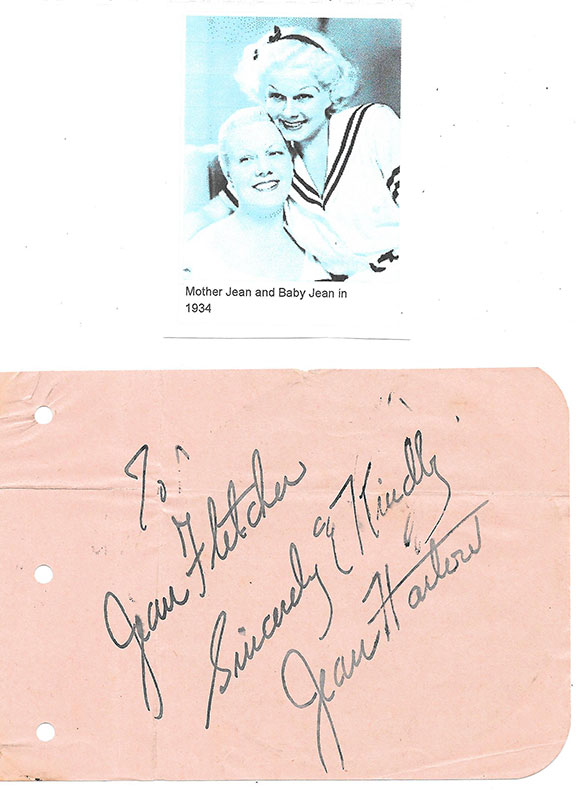 Mother Jean and Baby Jean in
1934
To
Jean Fletcher
Sincerely & Kindly
Jean Harlow